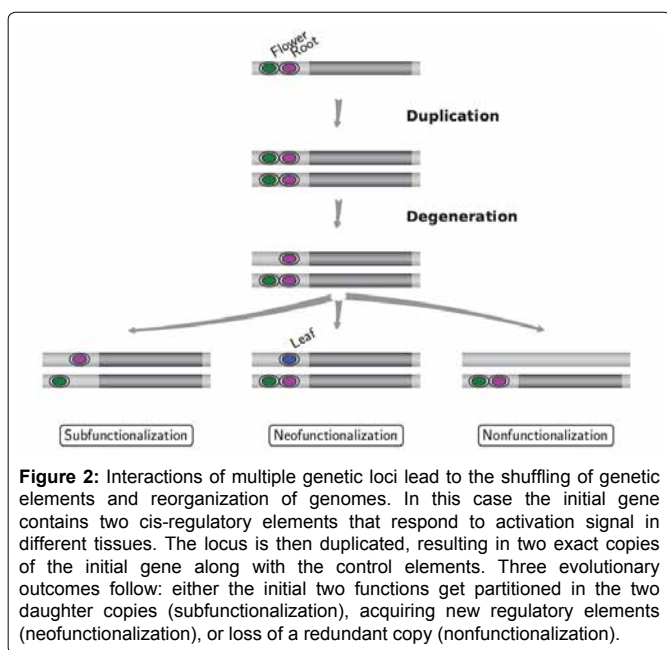 Flower
Root
Duplication
Degeneration
Leaf
Subfunctionalization
Neofunctionalization
Nonfunctionalization
Figure 2: Interactions of multiple genetic loci lead to the shuffling of genetic
elements and reorganization of genomes. In this case the initial gene
contains two cis-regulatory elements that respond to activation signal in
different tissues. The locus is then duplicated, resulting in two exact copies
of the initial gene along with the control elements. Three evolutionary
outcomes follow: either the initial two functions get partitioned in the two
daughter copies (subfunctionalization), acquiring new regulatory elements
(neofunctionalization), or loss of a redundant copy (nonfunctionalization).